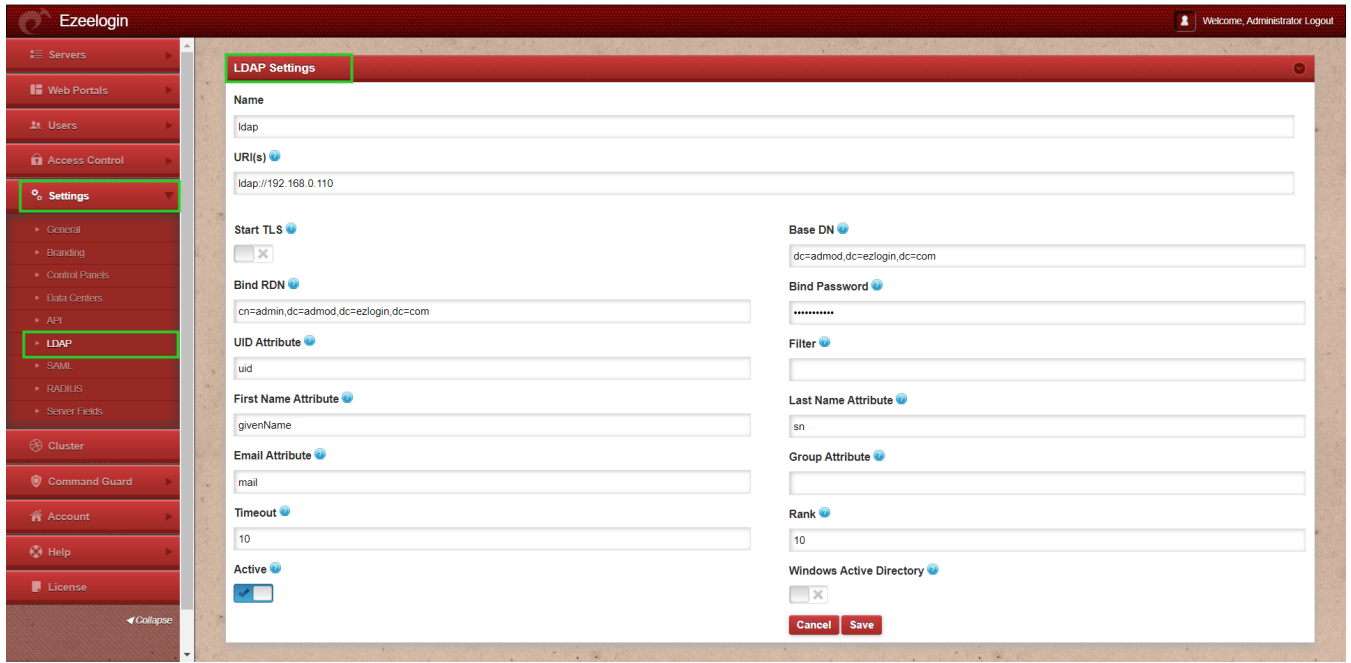 Ezeelogin
Welcome, Administrator Logout
Servers
Web Portals
Users
Access Control
Settings
General
Branding
Control Panels
Data Centers
API
LDAP
SAML
RADIUS
Server Fields
Cluster
Command Guard
Account
Help
License
Collapse
LDAP Settings
Name
ldap
URI(s)
ldap://192.168.0.110
Start TLS
Base DN
dc=admod,dc=ezlogin,dc=com
Bind RDN
Bind Password
cn=admin,dc=admod,dc=ezlogin,dc=com
•••••••••••
UID Attribute
Filter
uid
First Name Attribute
Last Name Attribute
givenName
sn
Email Attribute
Group Attribute
mail
Timeout
Rank
10
10
Active
Windows Active Directory
Cancel Save